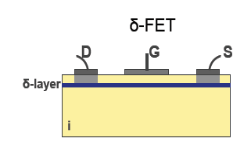 δ-FET
D G S
δ-layer
i